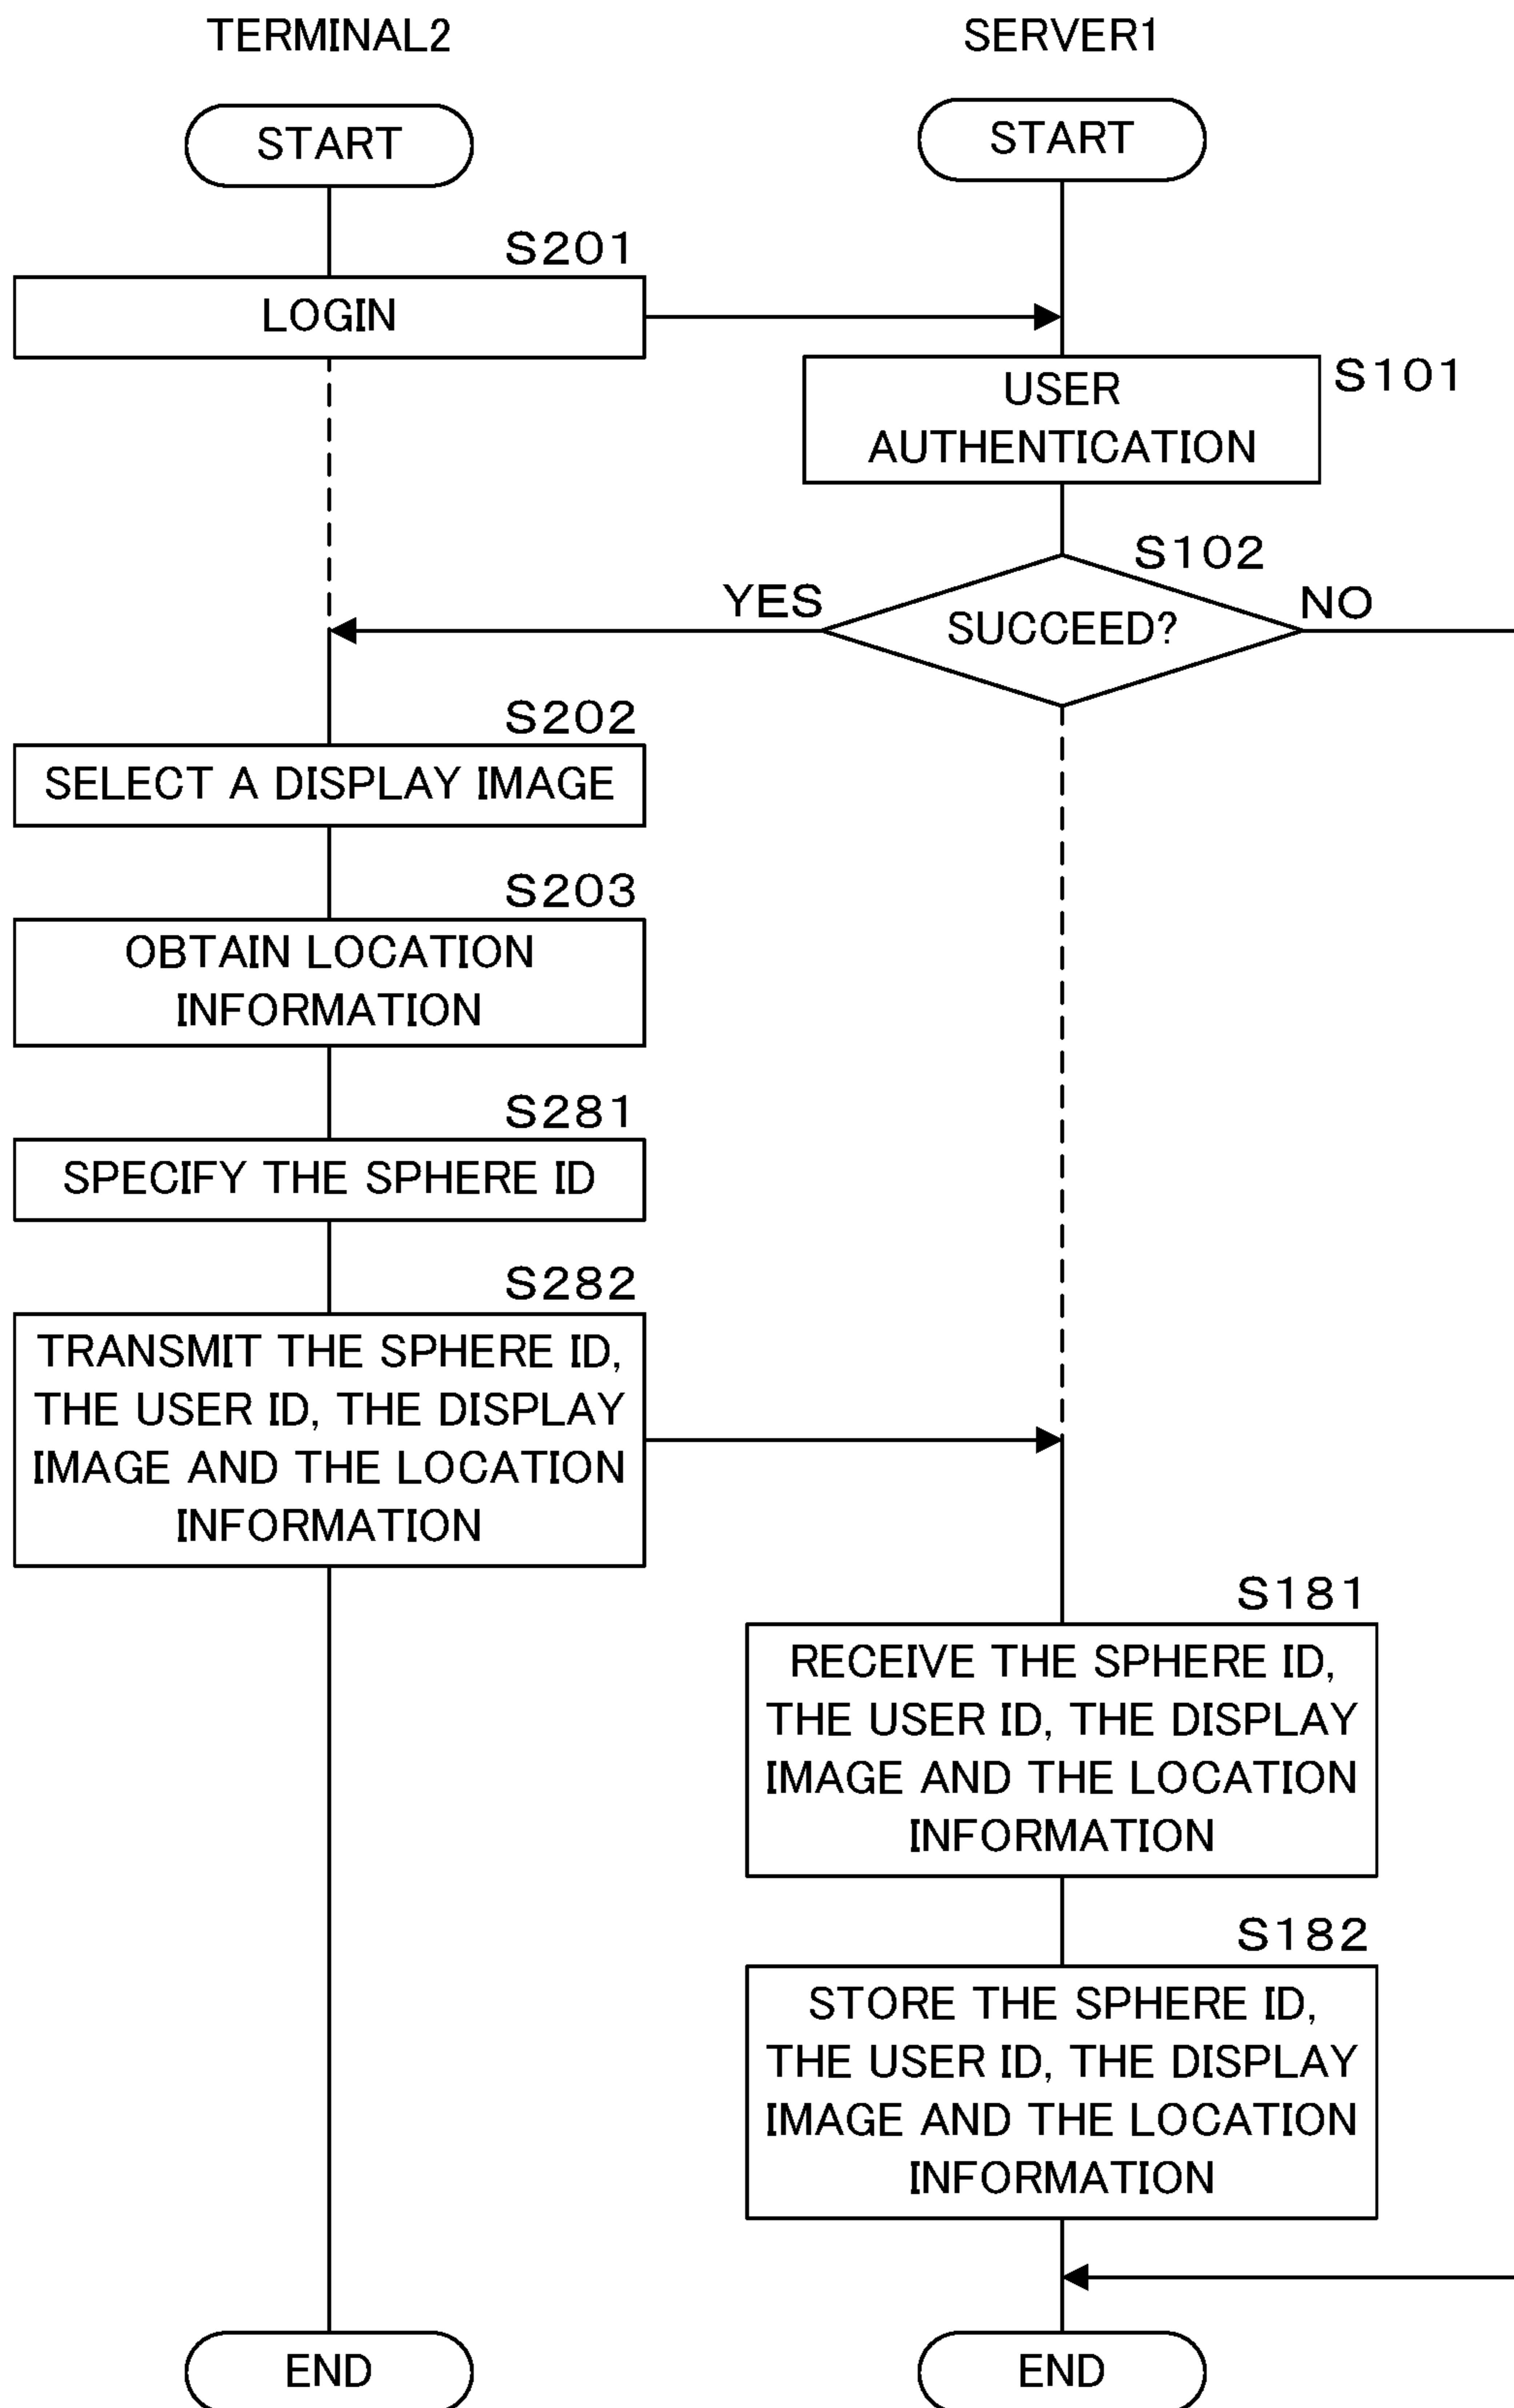 TERMINAL2
SERVER1
START
START
S201
LOGIN
S101
USER
AUTHENTICATION
S102
YES
SUCCEED?
NO
S202
SELECT A DISPLAY IMAGE
S203
OBTAIN LOCATION
INFORMATION
S281
SPECIFY THE SPHERE ID
S282
TRANSMIT THE SPHERE ID,
THE USER ID, THE DISPLAY
IMAGE AND THE LOCATION
INFORMATION
S181
RECEIVE THE SPHERE ID,
THE USER ID, THE DISPLAY
IMAGE AND THE LOCATION
INFORMATION
S182
STORE THE SPHERE ID,
THE USER ID, THE DISPLAY
IMAGE AND THE LOCATION
INFORMATION
END
END